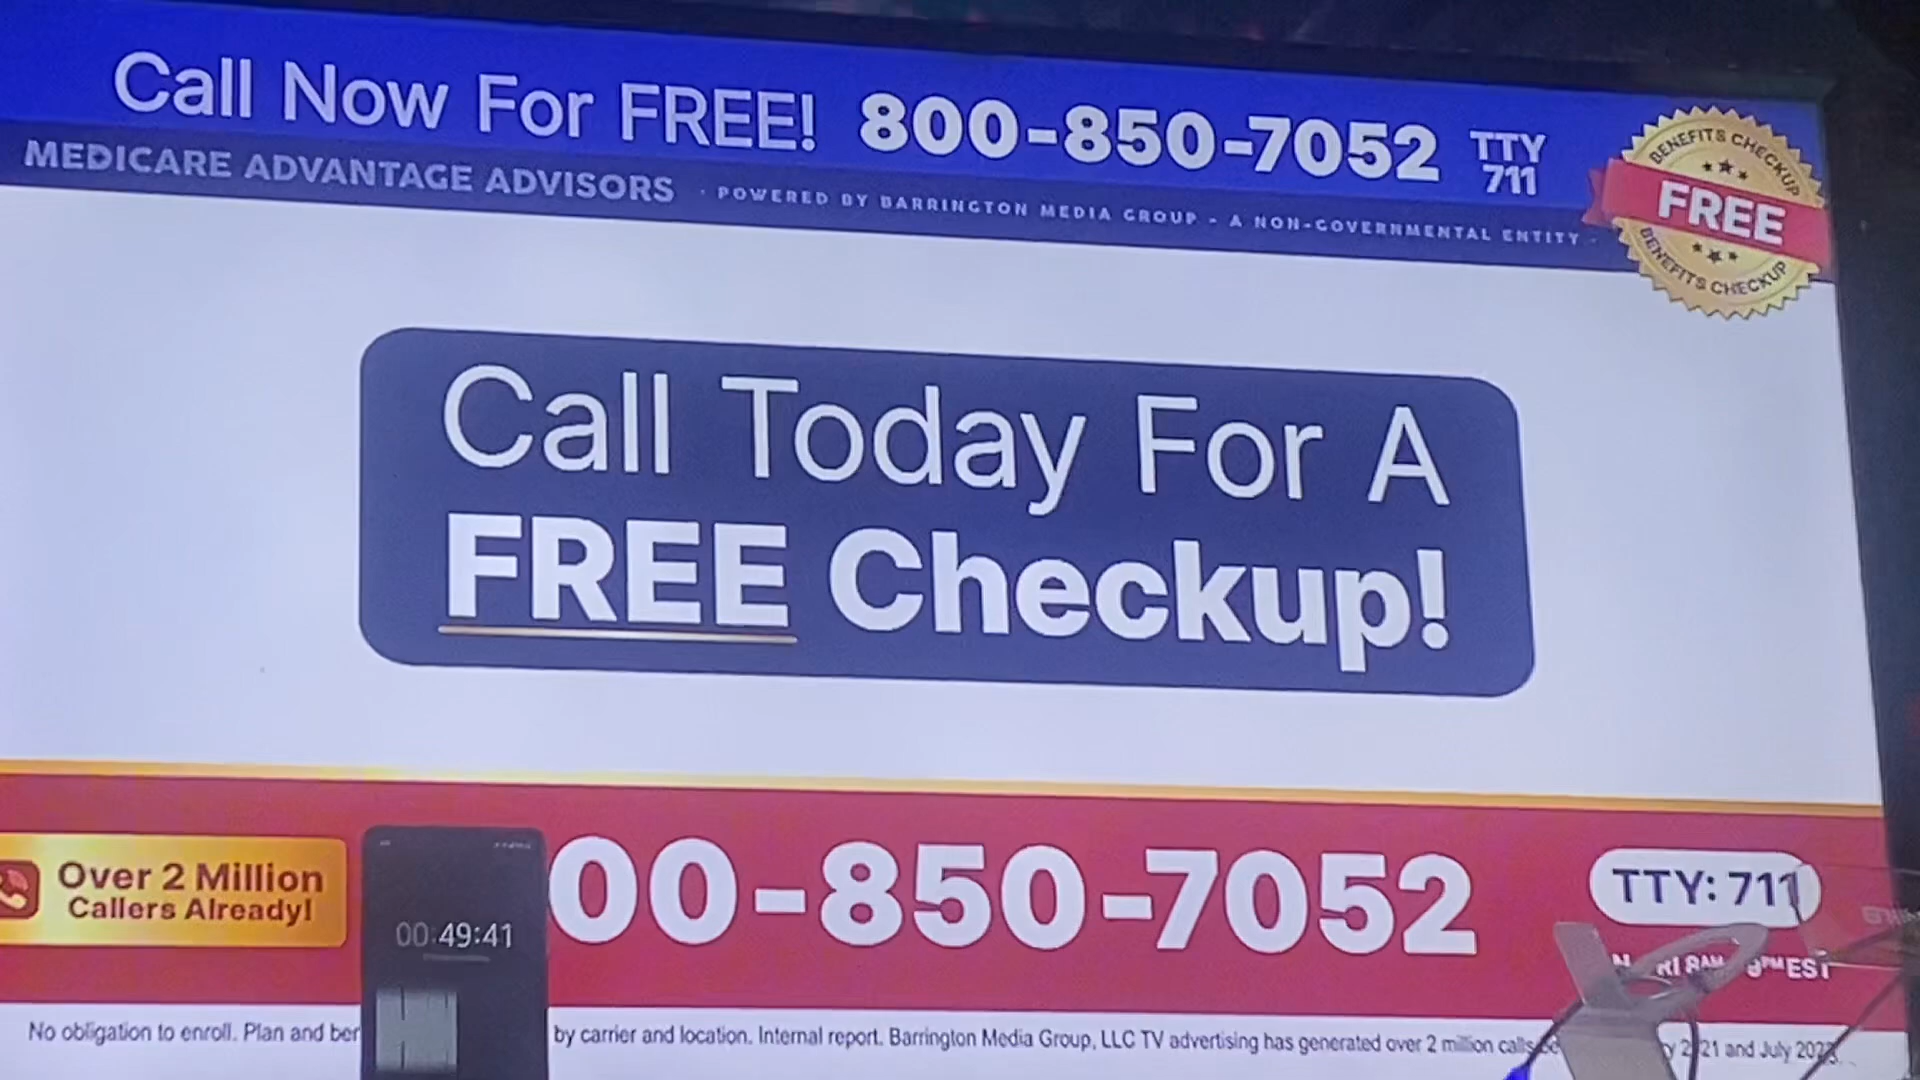 Call Now For FREE! 800-850-7052 TTY 711
MEDICARE ADVANTAGE ADVISORS · POWERED BY BARRINGTON MEDIA GROUP - A NON-GOVERNMENTAL ENTITY -
BENEFITS CHECKUP
FREE
BENEFITS CHECKUP
Call Today For A
FREE Checkup!
Over 2 Million
Callers Already!
00-850-7052
TTY: 711
8AM PM EST
00:49:41
No obligation to enroll. Plan and by carrier and location. Internal report. Barrington Media Group, LLC TV advertising has generated over 2 million calls 21 and July